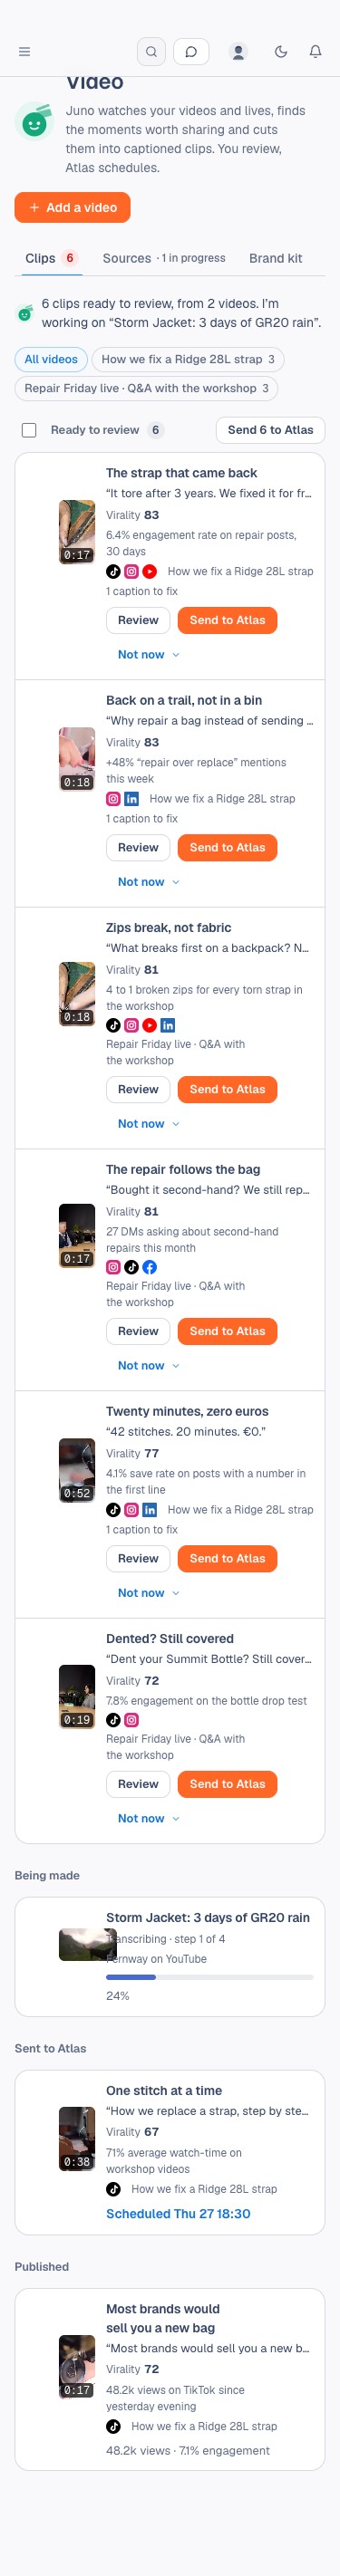 Video
Juno watches your videos and lives, finds
the moments worth sharing and cuts
them into captioned clips. You review,
Atlas schedules.
+ Add a video
Clips 6 Sources · 1 in progress Brand kit
6 clips ready to review, from 2 videos. I’m
working on “Storm Jacket: 3 days of GR20 rain”.
All videos How we fix a Ridge 28L strap 3
Repair Friday live · Q&A with the workshop 3
Ready to review 6 Send 6 to Atlas
The strap that came back
“It tore after 3 years. We fixed it for fr...
Virality 83
0:17
6.4% engagement rate on repair posts,
30 days
How we fix a Ridge 28L strap
1 caption to fix
Review Send to Atlas
Not now
Back on a trail, not in a bin
“Why repair a bag instead of sending ...
Virality 83
0:18
+48% “repair over replace” mentions
this week
How we fix a Ridge 28L strap
1 caption to fix
Review Send to Atlas
Not now
Zips break, not fabric
“What breaks first on a backpack? N...
Virality 81
0:18
4 to 1 broken zips for every torn strap in
the workshop
Repair Friday live · Q&A with
the workshop
Review Send to Atlas
Not now
The repair follows the bag
“Bought it second-hand? We still rep...
Virality 81
0:17
27 DMs asking about second-hand
repairs this month
Repair Friday live · Q&A with
the workshop
Review Send to Atlas
Not now
Twenty minutes, zero euros
“42 stitches. 20 minutes. €0.”
Virality 77
0:52
4.1% save rate on posts with a number in
the first line
How we fix a Ridge 28L strap
1 caption to fix
Review Send to Atlas
Not now
Dented? Still covered
“Dent your Summit Bottle? Still cover...
Virality 72
0:19
7.8% engagement on the bottle drop test
Repair Friday live · Q&A with
the workshop
Review Send to Atlas
Not now
Being made
Storm Jacket: 3 days of GR20 rain
Transcribing · step 1 of 4
Fernway on YouTube
24%
Sent to Atlas
One stitch at a time
“How we replace a strap, step by ste...
Virality 67
0:38
71% average watch-time on
workshop videos
How we fix a Ridge 28L strap
Scheduled Thu 27 18:30
Published
Most brands would
sell you a new bag
“Most brands would sell you a new b...
Virality 72
0:17
48.2k views on TikTok since
yesterday evening
How we fix a Ridge 28L strap
48.2k views · 7.1% engagement